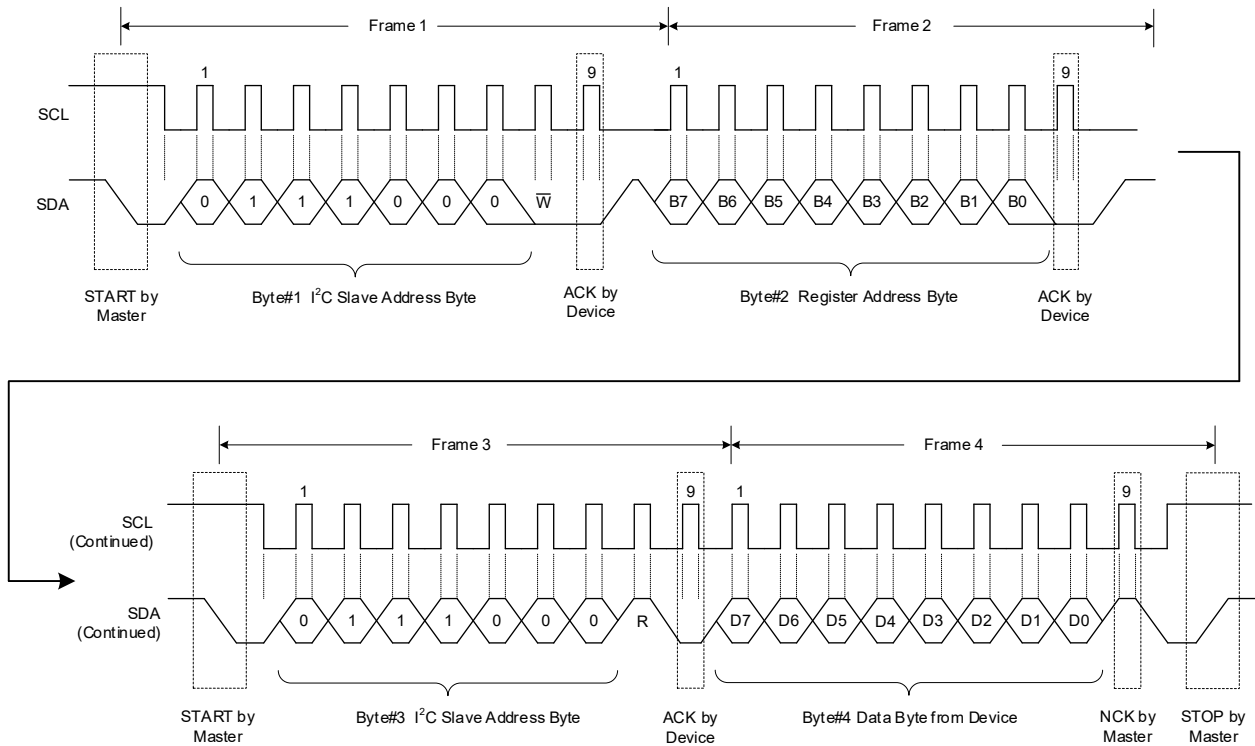 Frame 1 Frame 2
1 9 1 9
SCL
SDA 0 1 1 1 0 0 0 W̅ B7 B6 B5 B4 B3 B2 B1 B0
START by
Master
Byte#1 I²C Slave Address Byte
ACK by
Device
Byte#2 Register Address Byte
ACK by
Device
Frame 3 Frame 4
1 9 1 9
SCL
(Continued)
SDA
(Continued)
0 1 1 1 0 0 0 R D7 D6 D5 D4 D3 D2 D1 D0
START by
Master
Byte#3 I²C Slave Address Byte
ACK by
Device
Byte#4 Data Byte from Device
NCK by
Master
STOP by
Master